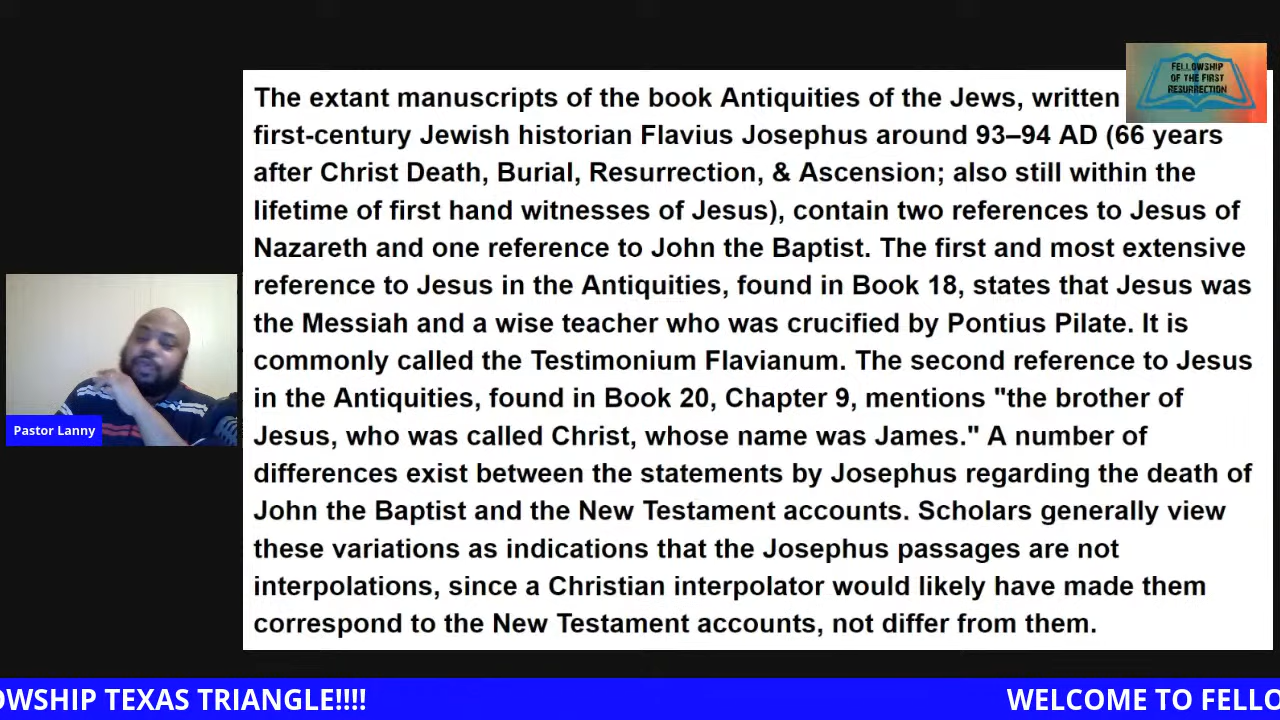 FELLOWSHIP
OF THE FIRST
RESURRECTION
The extant manuscripts of the book Antiquities of the Jews, written
first-century Jewish historian Flavius Josephus around 93–94 AD (66 years
after Christ Death, Burial, Resurrection, & Ascension; also still within the
lifetime of first hand witnesses of Jesus), contain two references to Jesus of
Nazareth and one reference to John the Baptist. The first and most extensive
reference to Jesus in the Antiquities, found in Book 18, states that Jesus was
the Messiah and a wise teacher who was crucified by Pontius Pilate. It is
commonly called the Testimonium Flavianum. The second reference to Jesus
in the Antiquities, found in Book 20, Chapter 9, mentions "the brother of
Jesus, who was called Christ, whose name was James." A number of
differences exist between the statements by Josephus regarding the death of
John the Baptist and the New Testament accounts. Scholars generally view
these variations as indications that the Josephus passages are not
interpolations, since a Christian interpolator would likely have made them
correspond to the New Testament accounts, not differ from them.
Pastor Lanny
OWSHIP TEXAS TRIANGLE!!!! WELCOME TO FELLO